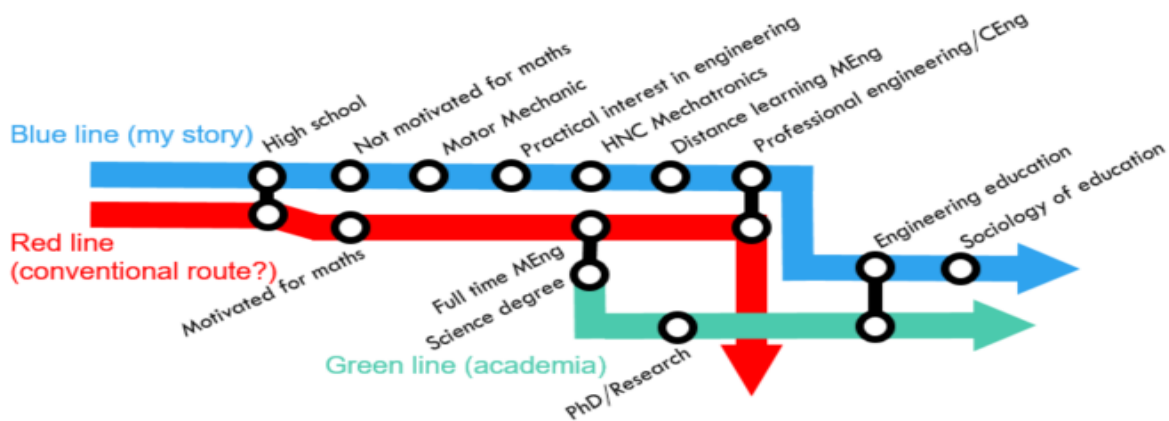 High school
Not motivated for maths
Motor Mechanic
Practical interest in engineering
HNC Mechatronics
Distance learning MEng
Professional engineering/CEng
Blue line (my story)
Engineering education
Sociology of education
Red line
(conventional route?)
Motivated for maths
Full time MEng
Science degree
Green line (academia)
PhD/Research